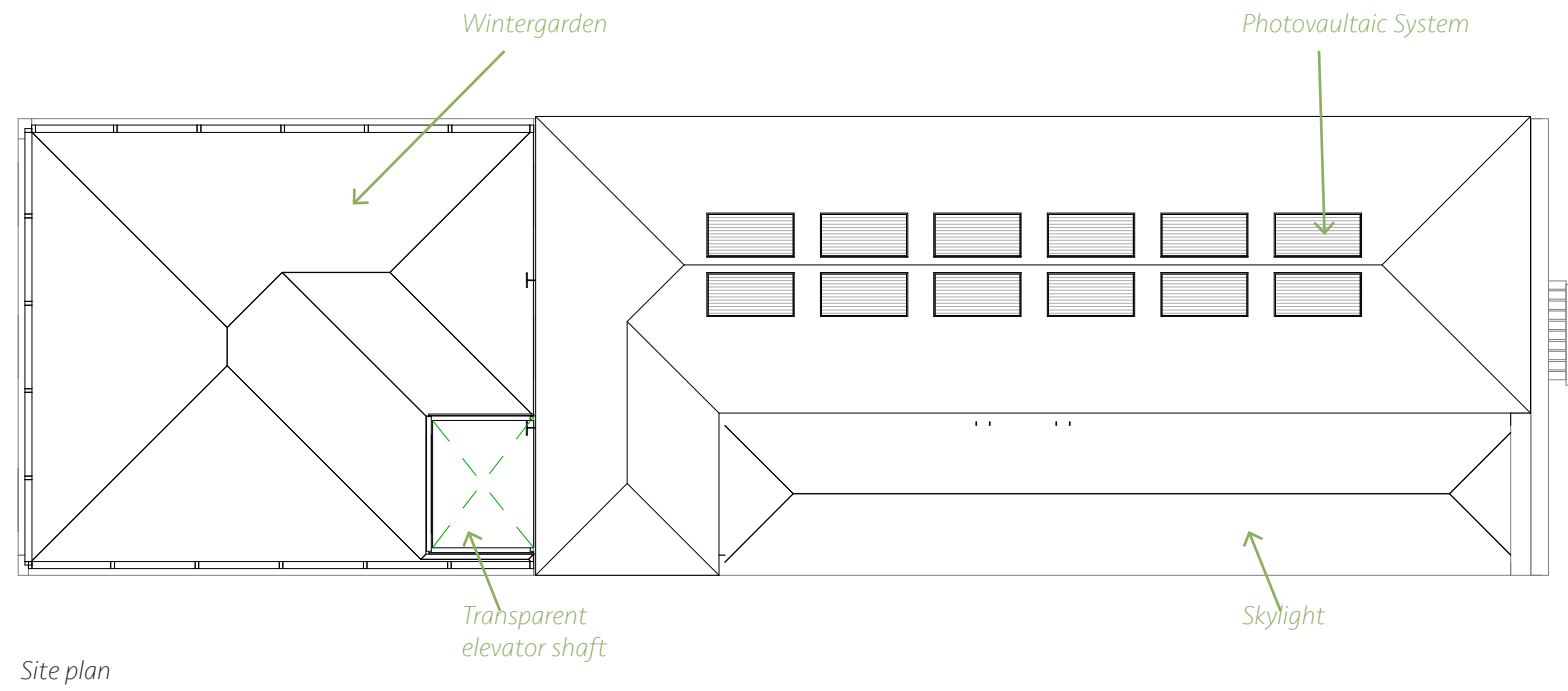 Wintergarden
Photovaultaic System
Transparent
elevator shaft
Skylight
Site plan